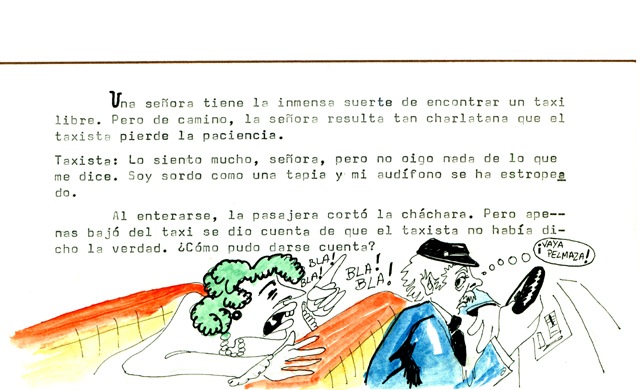 Una señora tiene la inmensa suerte de encontrar un taxi
libre. Pero de camino, la señora resulta tan charlatana que el
taxista pierde la paciencia.
Taxista: Lo siento mucho, señora, pero no oigo nada de lo que
me dice. Soy sordo como una tapia y mi audífono se ha estropea
do.
Al enterarse, la pasajera cortó la cháchara. Pero ape--
nas bajó del taxi se dio cuenta de que el taxista no había di-
cho la verdad. ¿Cómo pudo darse cuenta?
BLA!
BLA!
BLA!
BLA!
¡VAYA
PELMAZA!